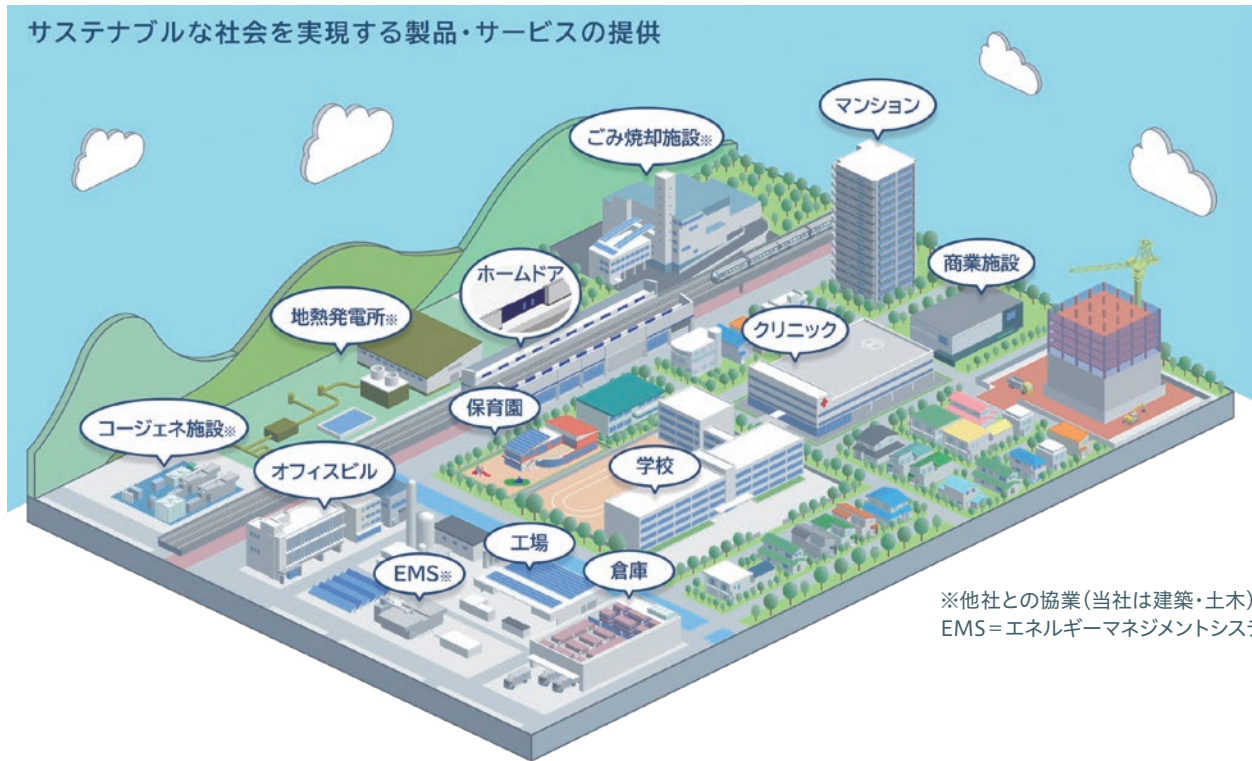 サステナブルな社会を実現する製品・サービスの提供
マンション
ごみ焼却施設※
商業施設
ホームドア
地熱発電所※
クリニック
保育園
コージェネ施設※
オフィスビル
学校
工場
EMS※
倉庫
※他社との協業(当社は建築・土木)
EMS=エネルギーマネジメントシス